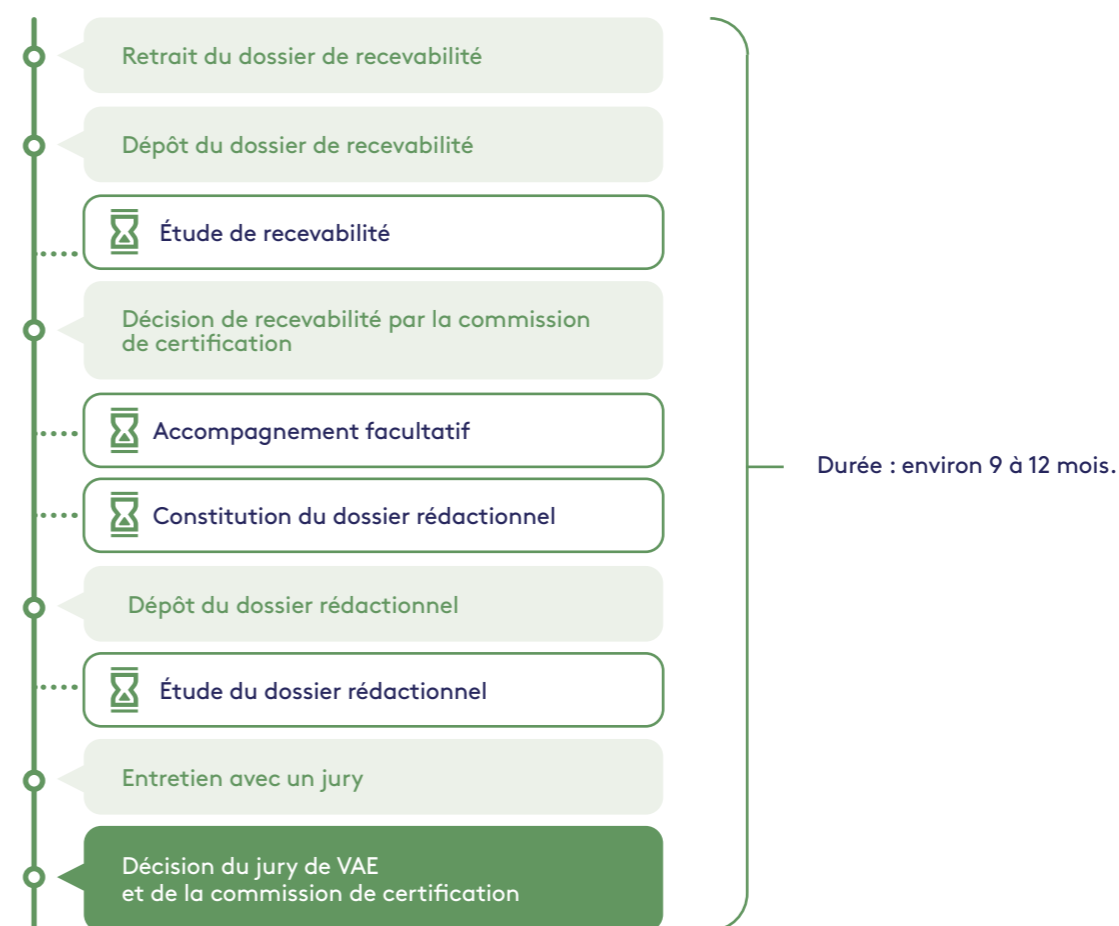 Retrait du dossier de recevabilité
Dépôt du dossier de recevabilité
Étude de recevabilité
Décision de recevabilité par la commission
de certification
Accompagnement facultatif
Constitution du dossier rédactionnel
Dépôt du dossier rédactionnel
Étude du dossier rédactionnel
Entretien avec un jury
Décision du jury de VAE
et de la commission de certification
Durée : environ 9 à 12 mois.